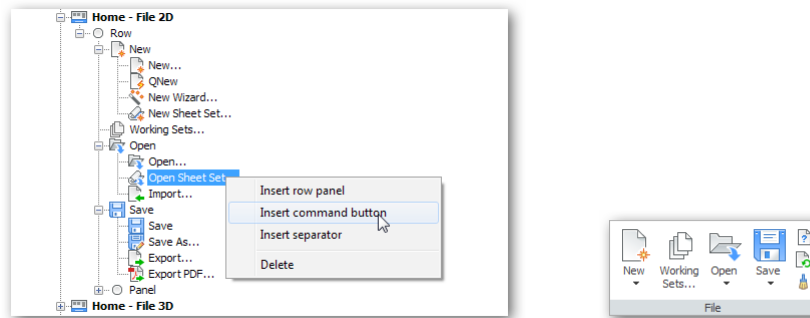 Home - File 2D
Row
New
New...
QNew
New Wizard...
New Sheet Set...
Working Sets...
Open
Open...
Open Sheet Set...
Import...
Save
Save
Save As...
Export...
Export PDF...
Panel
Home - File 3D
Insert row panel
Insert command button
Insert separator
Delete
New
Working
Sets...
Open
Save
File